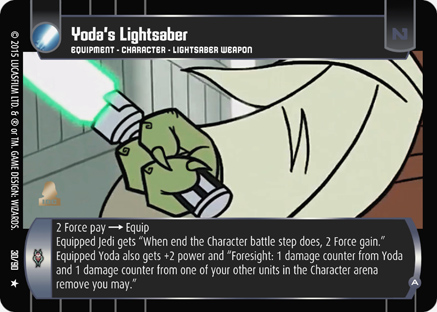 Yoda's Lightsaber
EQUIPMENT · CHARACTER · LIGHTSABER WEAPON
N
© 2015 LUCASFILM LTD. & ® or TM. GAME DESIGN: WIZARDS.
2 Force pay → Equip
Equipped Jedi gets “When end the Character battle step does, 2 Force gain.”
Equipped Yoda also gets +2 power and “Foresight: 1 damage counter from Yoda
and 1 damage counter from one of your other units in the Character arena
remove you may.”
A